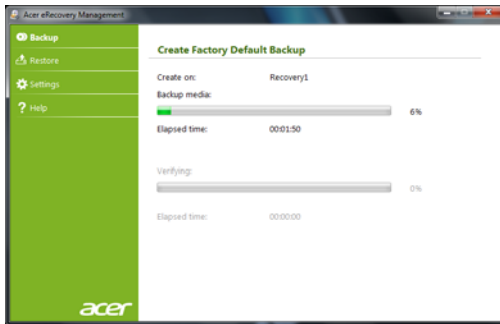 Acer eRecovery Management
Backup
Restore
Settings
? Help
Create Factory Default Backup
Create on: Recovery1
Backup media:
6%
Elapsed time: 00:01:50
Verifying:
0%
Elapsed time: 00:00:00
acer